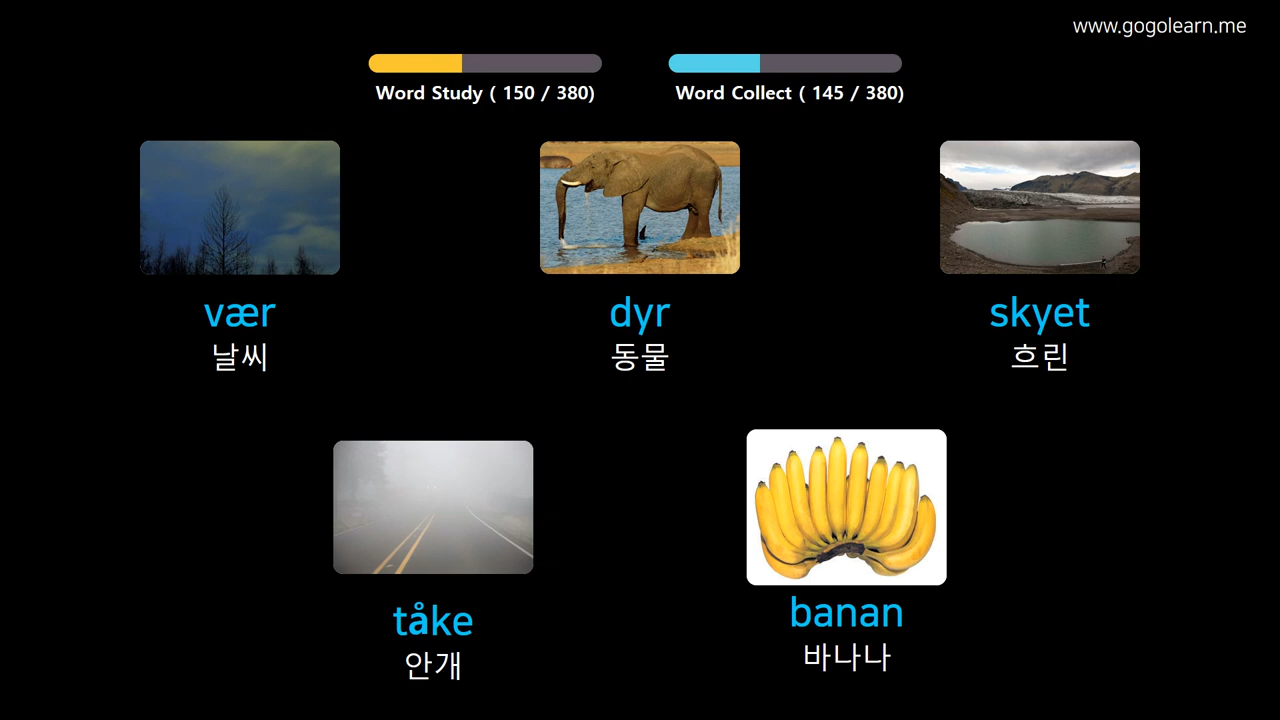 www.gogolearn.me
Word Study ( 150 / 380)
Word Collect ( 145 / 380)
vær
날씨
dyr
동물
skyet
흐린
tåke
안개
banan
바나나